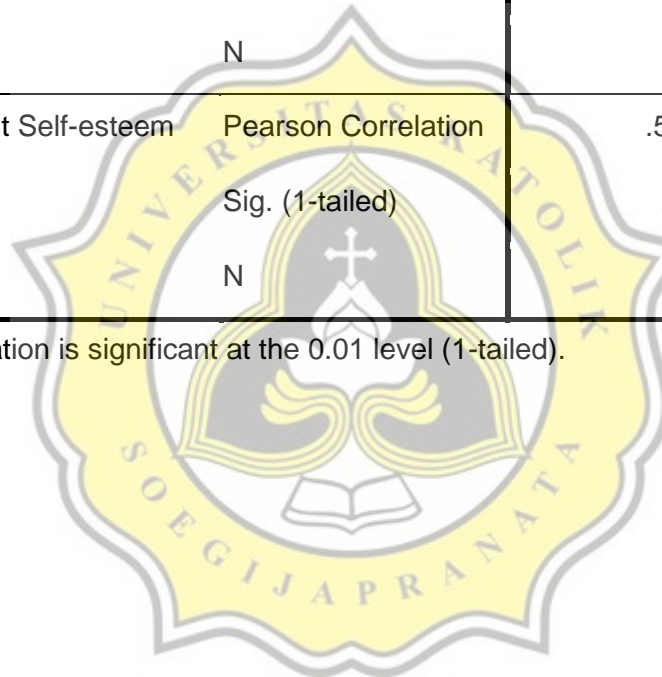 N
t Self-esteem Pearson Correlation .5
Sig. (1-tailed)
N
ation is significant at the 0.01 level (1-tailed).
UNIVERSITAS KATOLIK
SOEGIJAPRANATA